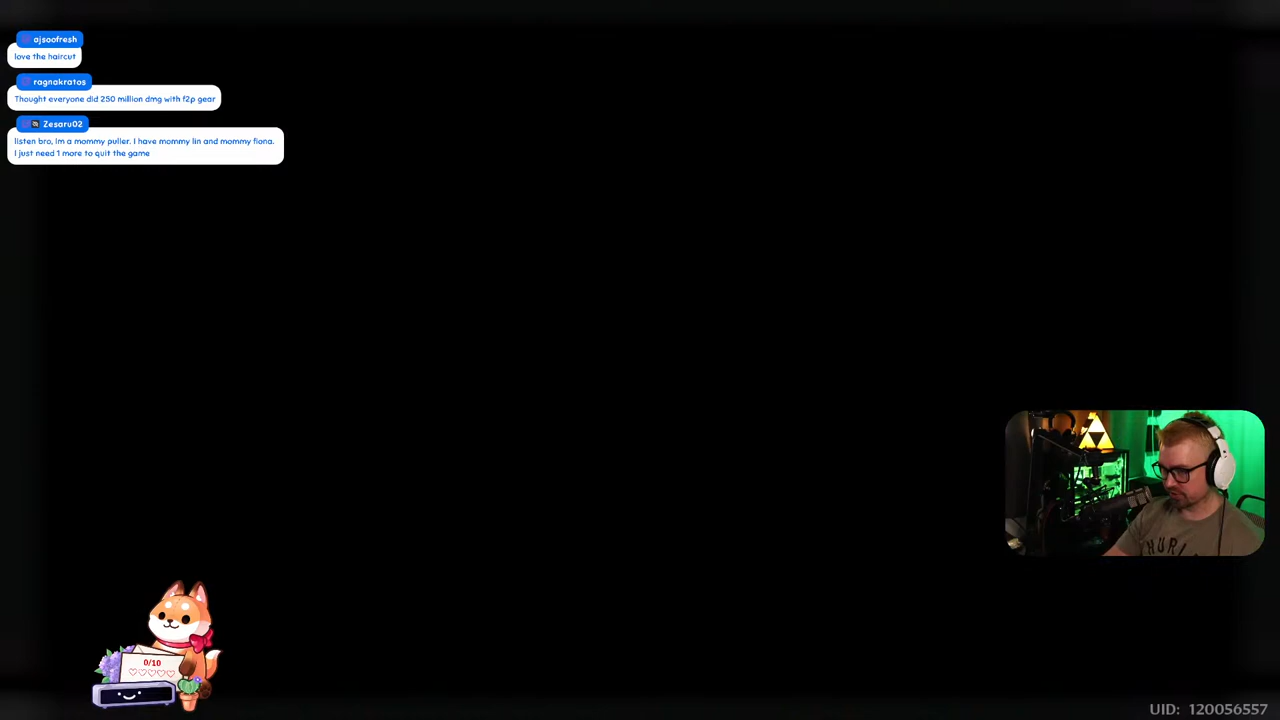 ajsoofresh
love the haircut
ragnakratos
Thought everyone did 250 million dmg with f2p gear
Zesaru02
listen bro, Im a mommy puller. I have mommy lin and mommy fiona.
I just need 1 more to quit the game
HURL
0/10
UID: 120056557